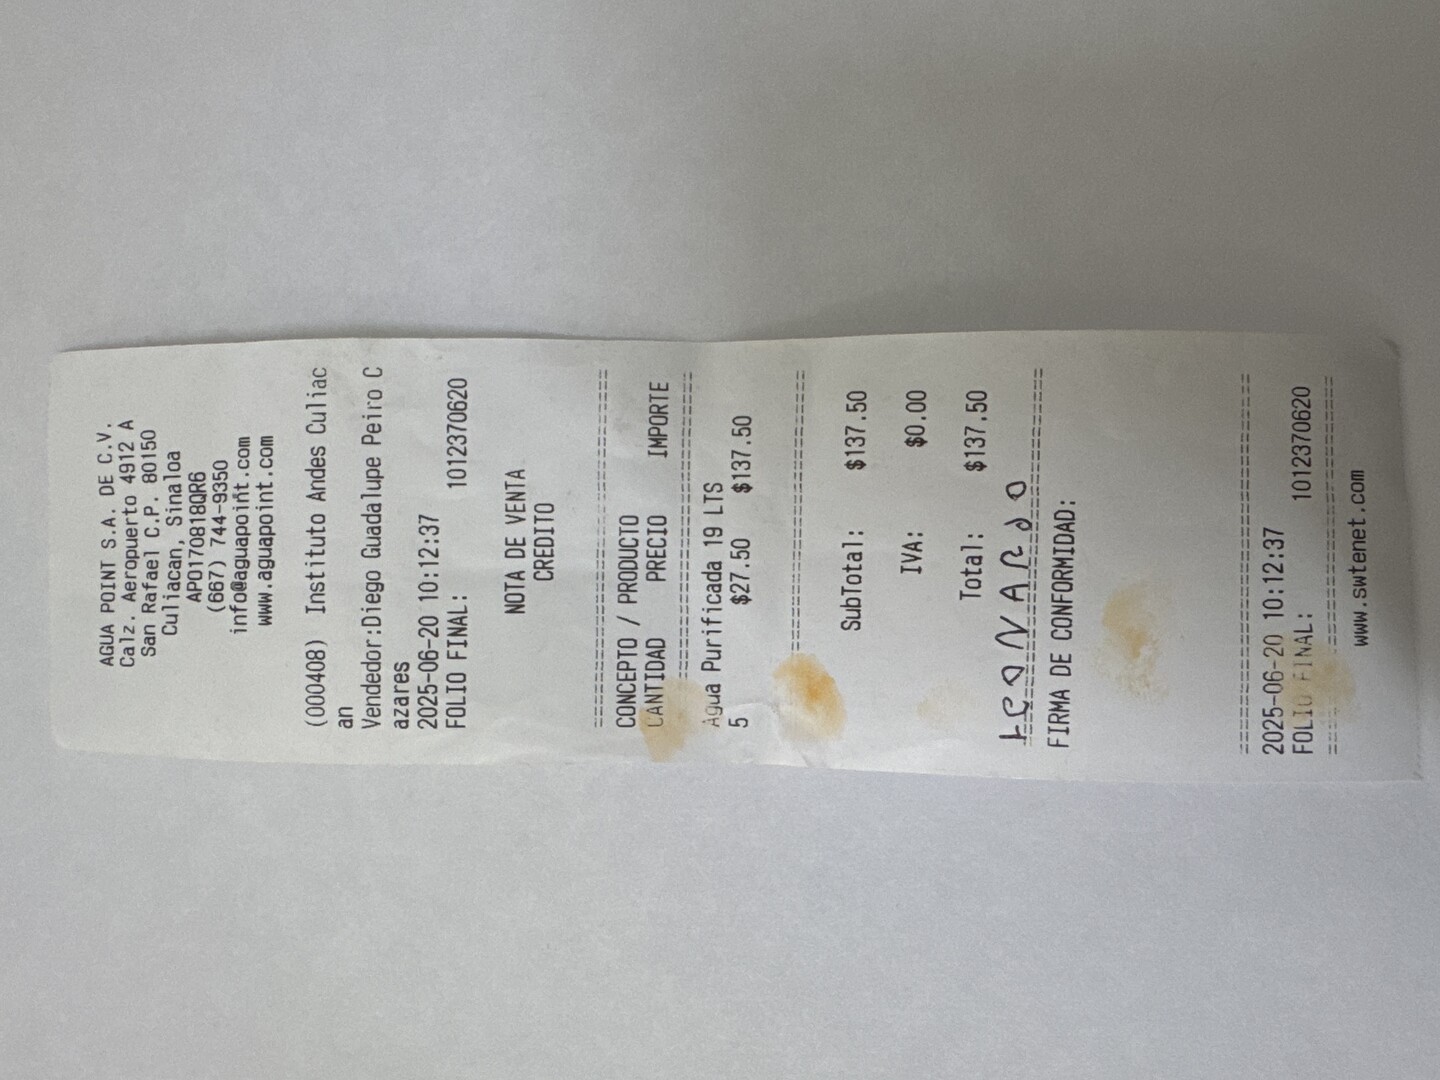 AGUA POINT S.A. DE C.V.
Calz. Aeropuerto 4912 A
San Rafael C.P. 80150
Culiacan, Sinaloa
APO170818QR6
(667) 744-9350
info@aguapoint.com
www.aguapoint.com
(000408) Instituto Andes Culiac
an
Vendedor:Diego Guadalupe Peiro C
azares
2025-06-20 10:12:37
FOLIO FINAL: 1012370620
NOTA DE VENTA
CREDITO
================================
CONCEPTO / PRODUCTO
CANTIDAD PRECIO IMPORTE
================================
Agua Purificada 19 LTS
5 $27.50 $137.50
================================
SubTotal: $137.50
IVA: $0.00
Total: $137.50
LEONARDO
================================
FIRMA DE CONFORMIDAD:
================================
2025-06-20 10:12:37
FOLIO FINAL: 1012370620
================================
www.swtenet.com